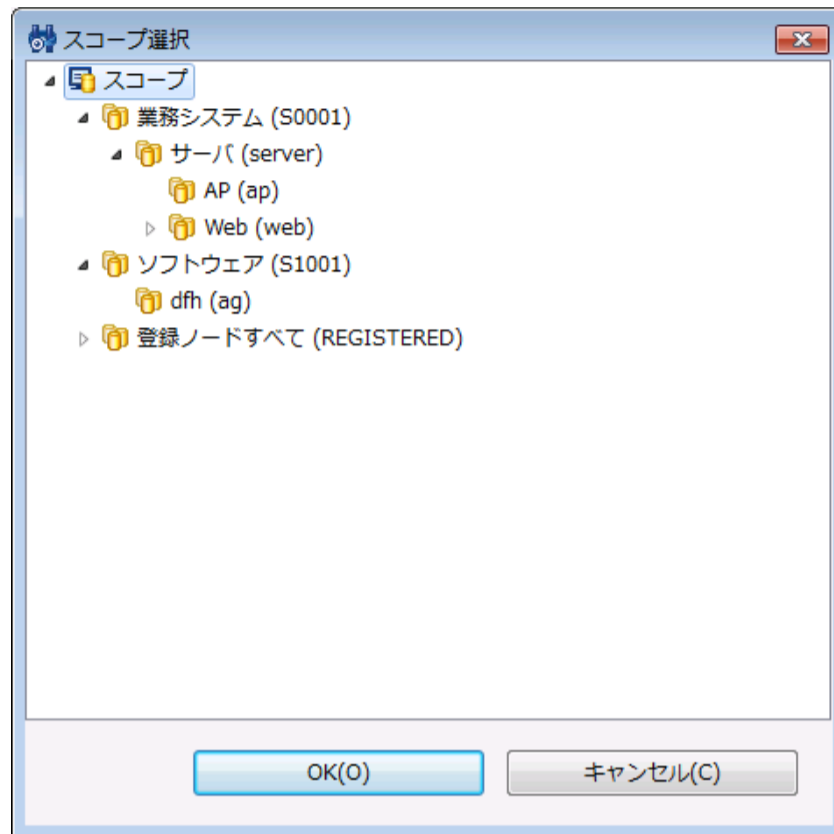 スコープ選択
スコープ
業務システム (S0001)
サーバ (server)
AP (ap)
Web (web)
ソフトウェア (S1001)
dfh (ag)
登録ノードすべて (REGISTERED)
OK(O)
キャンセル(C)